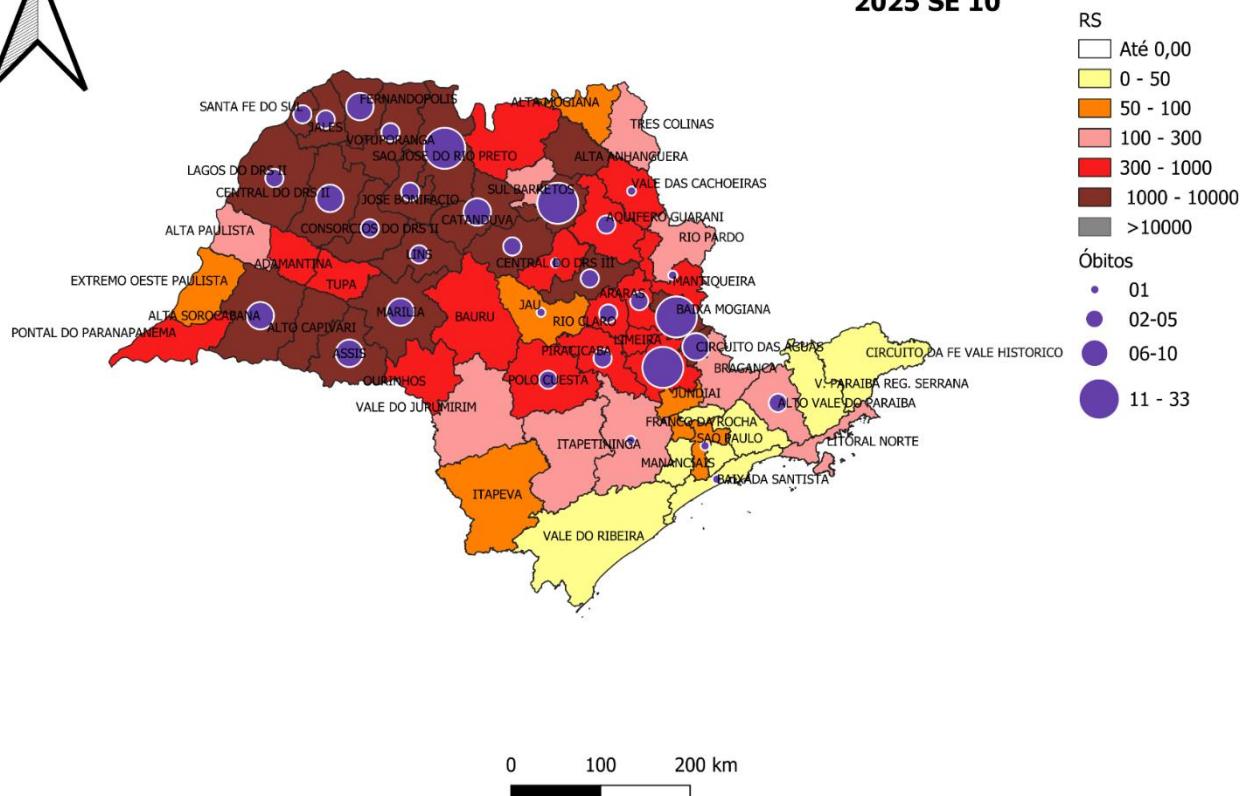 2025 SE 10
RS
Até 0,00
0 - 50
50 - 100
100 - 300
300 - 1000
1000 - 10000
>10000
Óbitos
01
02-05
06-10
11 - 33
SANTA FE DO SUL
FERNANDOPOLIS
JALES
VOTUPORANGA
SAO JOSE DO RIO PRETO
ALTA MOGIANA
TRES COLINAS
ALTA ANHANGUERA
LAGOS DO DRS II
CENTRAL DO DRS II
JOSE BONIFACIO
SUL BARRETOS
VALE DAS CACHOEIRAS
CATANDUVA
AQUIFERO GUARANI
ALTA PAULISTA
CONSORCIOS DO DRS II
RIO PARDO
LINS
ADAMANTINA
CENTRAL DO DRS III
EXTREMO OESTE PAULISTA
TUPA
MANTIQUEIRA
ARARAS
JAU
BAIXA MOGIANA
ALTA SOROCABANA
MARILIA
BAURU
RIO CLARO
ALTO CAPIVARI
PONTAL DO PARANAPANEMA
LIMEIRA
CIRCUITO DAS AGUAS
ASSIS
PIRACICABA
CIRCUITO DA FE VALE HISTORICO
BRAGANCA
OURINHOS
POLO CUESTA
V. PARAIBA REG. SERRANA
JUNDIAI
VALE DO JURUMIRIM
ALTO VALE DO PARAIBA
FRANCO DA ROCHA
ITAPETININGA
SAO PAULO
LITORAL NORTE
MANANCIAIS
BAIXADA SANTISTA
ITAPEVA
VALE DO RIBEIRA
0 100 200 km